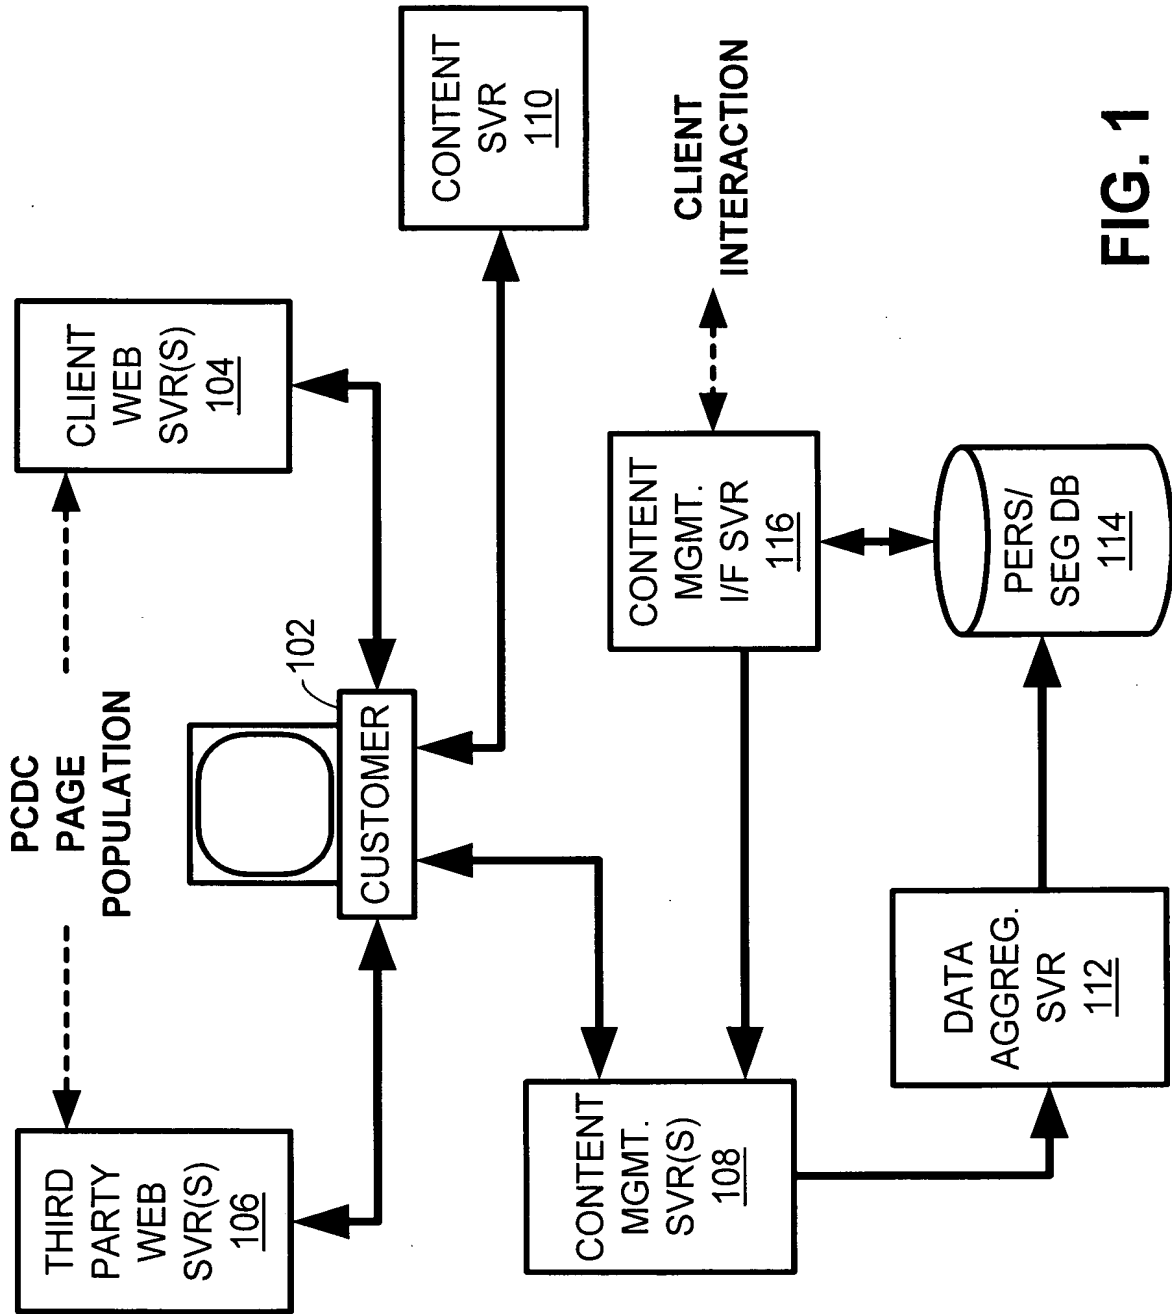 PCDC
PAGE
POPULATION
THIRD
PARTY
WEB
SVR(S)
106
CLIENT
WEB
SVR(S)
104
102
CUSTOMER
CONTENT
SVR
110
CONTENT
MGMT.
SVR(S)
108
CONTENT
MGMT.
I/F SVR
116
CLIENT
INTERACTION
DATA
AGGREG.
SVR
112
PERS/
SEG DB
114
FIG. 1